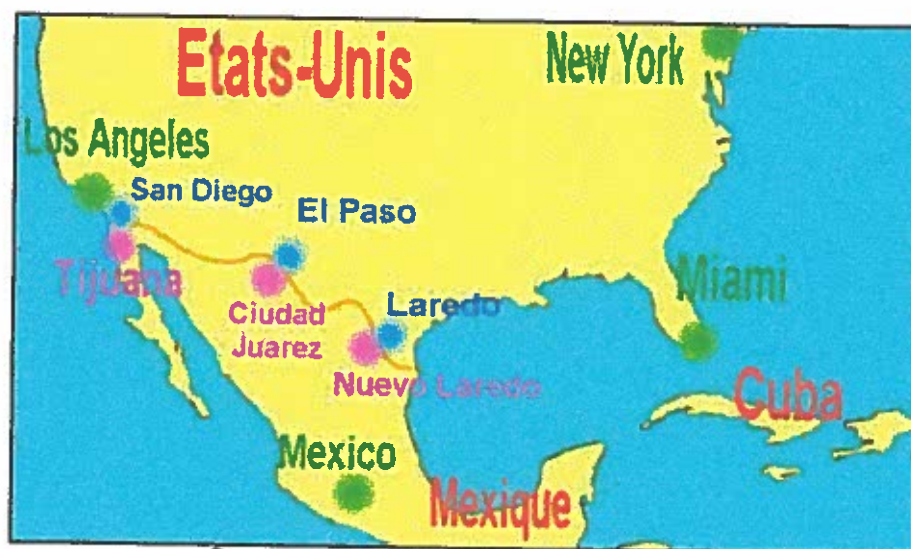 Etats-Unis
New York
Los Angeles
San Diego
El Paso
Tijuana
Miami
Ciudad
Juarez
Laredo
Nuevo Laredo
Cuba
Mexico
Mexique